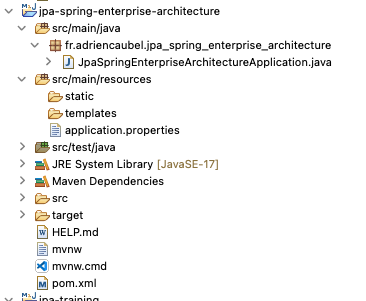 jpa-spring-enterprise-architecture
src/main/java
fr.adriencaubel.jpa_spring_enterprise_architecture
JpaSpringEnterpriseArchitectureApplication.java
src/main/resources
static
templates
application.properties
src/test/java
JRE System Library [JavaSE-17]
Maven Dependencies
src
target
HELP.md
mvnw
mvnw.cmd
pom.xml
jpa-training